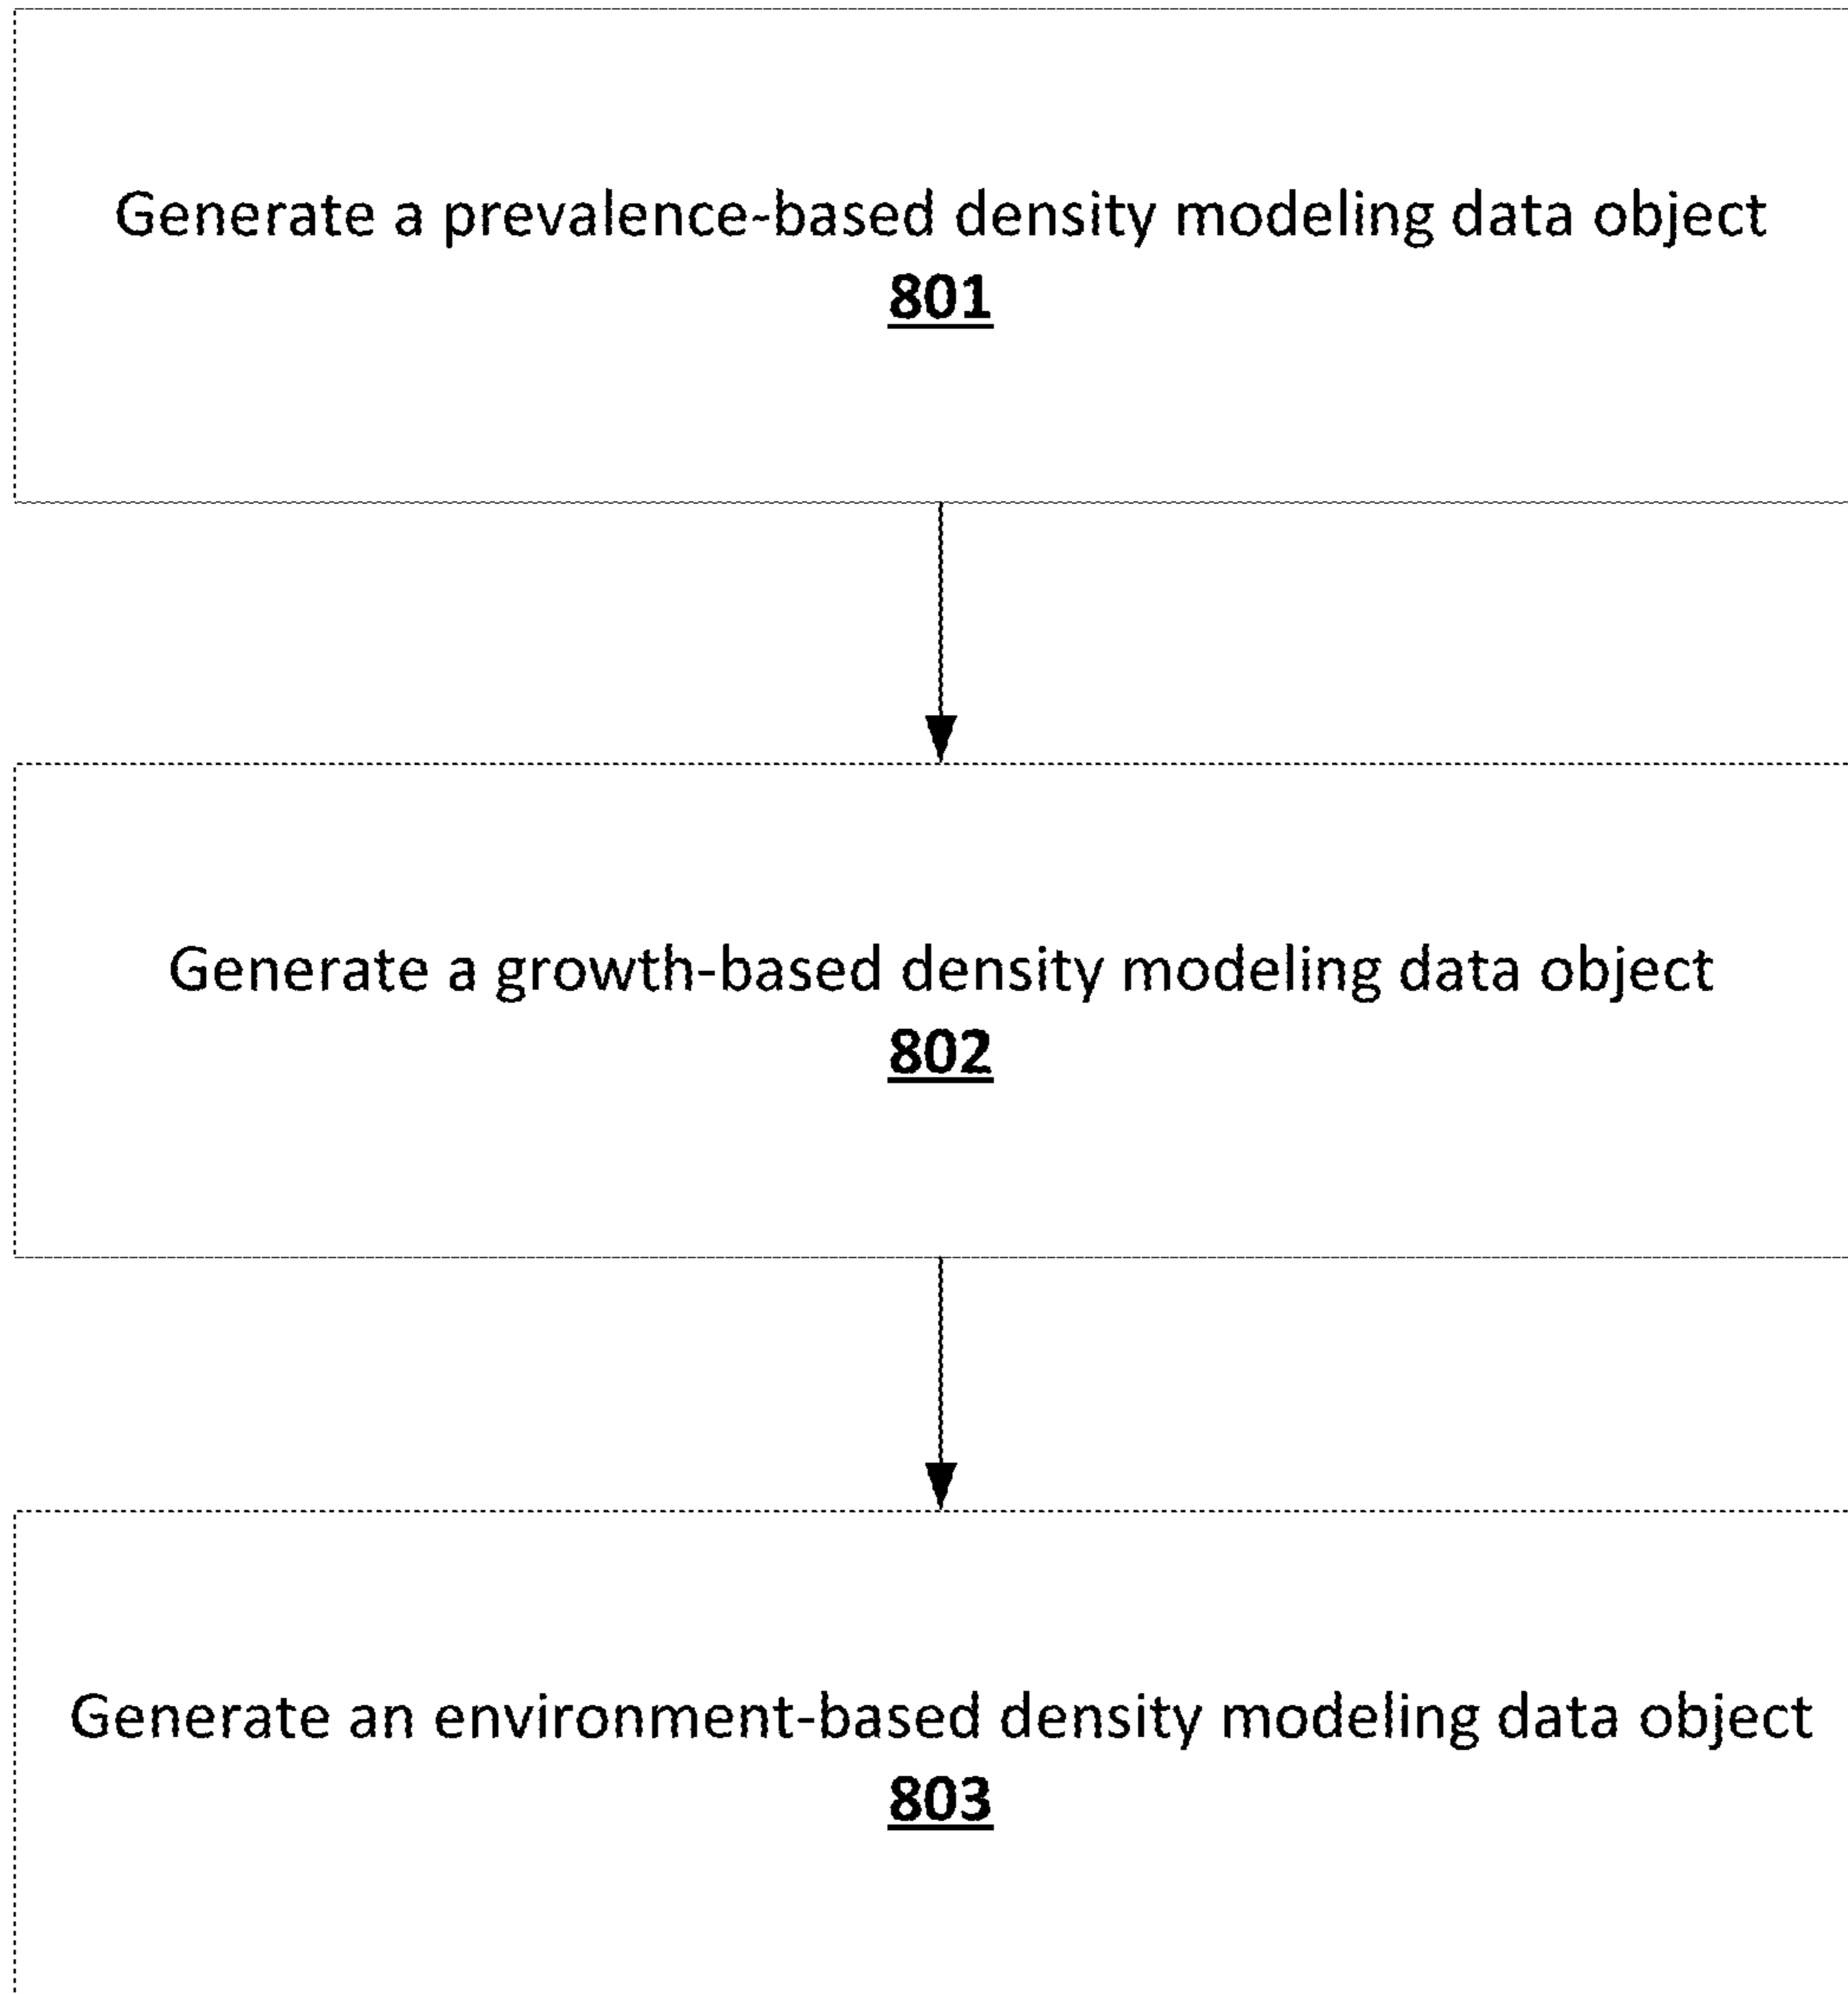 Generate a prevalence-based density modeling data object
801
Generate a growth-based density modeling data object
802
Generate an environment-based density modeling data object
803